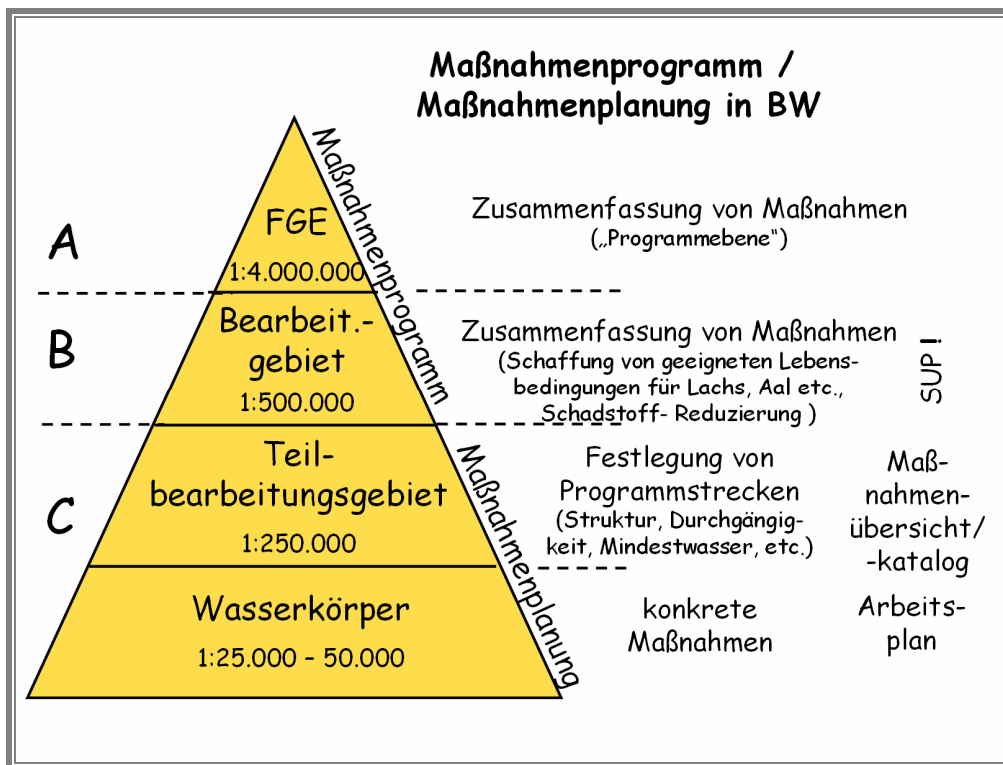 Maßnahmenprogramm /
Maßnahmenplanung in BW
Maßnahmenprogramm
A
FGE
1:4.000.000
Zusammenfassung von Maßnahmen
(„Programmebene“)
B
Bearbeit.-
gebiet
1:500.000
Zusammenfassung von Maßnahmen
(Schaffung von geeigneten Lebens-
bedingungen für Lachs, Aal etc.,
Schadstoff- Reduzierung )
SUP!
Maßnahmenplanung
C
Teil-
bearbeitungsgebiet
1:250.000
Festlegung von
Programmstrecken
(Struktur, Durchgängig-
keit, Mindestwasser, etc.)
Maß-
nahmen-
übersicht/
-katalog
Wasserkörper
1:25.000 – 50.000
konkrete
Maßnahmen
Arbeits-
plan